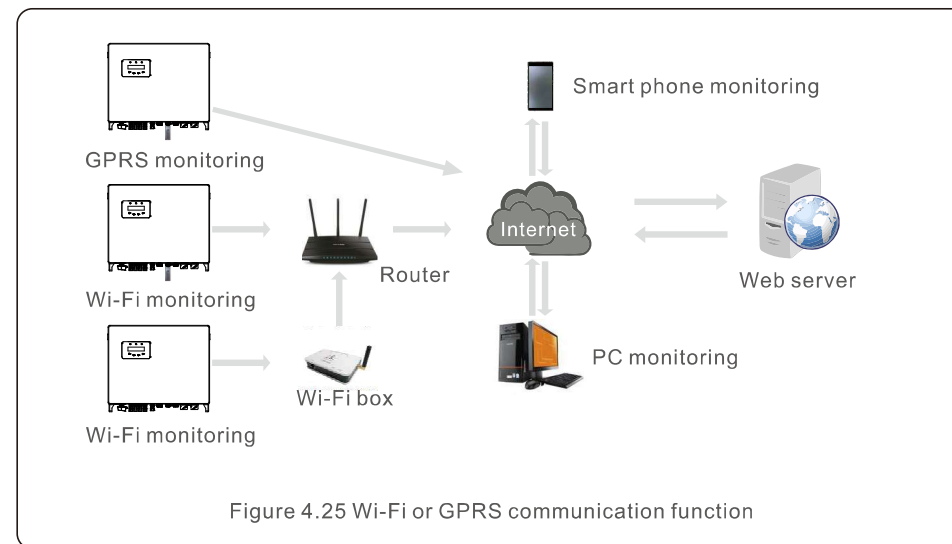 Smart phone monitoring
GPRS monitoring
Internet
Router
Web server
Wi-Fi monitoring
PC monitoring
Wi-Fi box
Wi-Fi monitoring
Figure 4.25 Wi-Fi or GPRS communication function